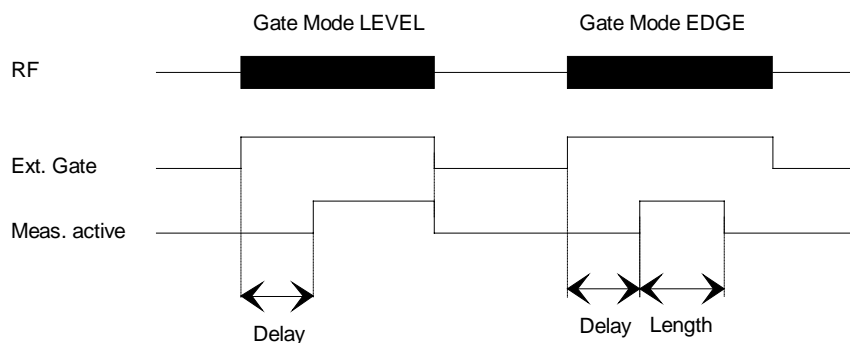 Gate Mode LEVEL
Gate Mode EDGE
RF
Ext. Gate
Meas. active
Delay
Delay
Length